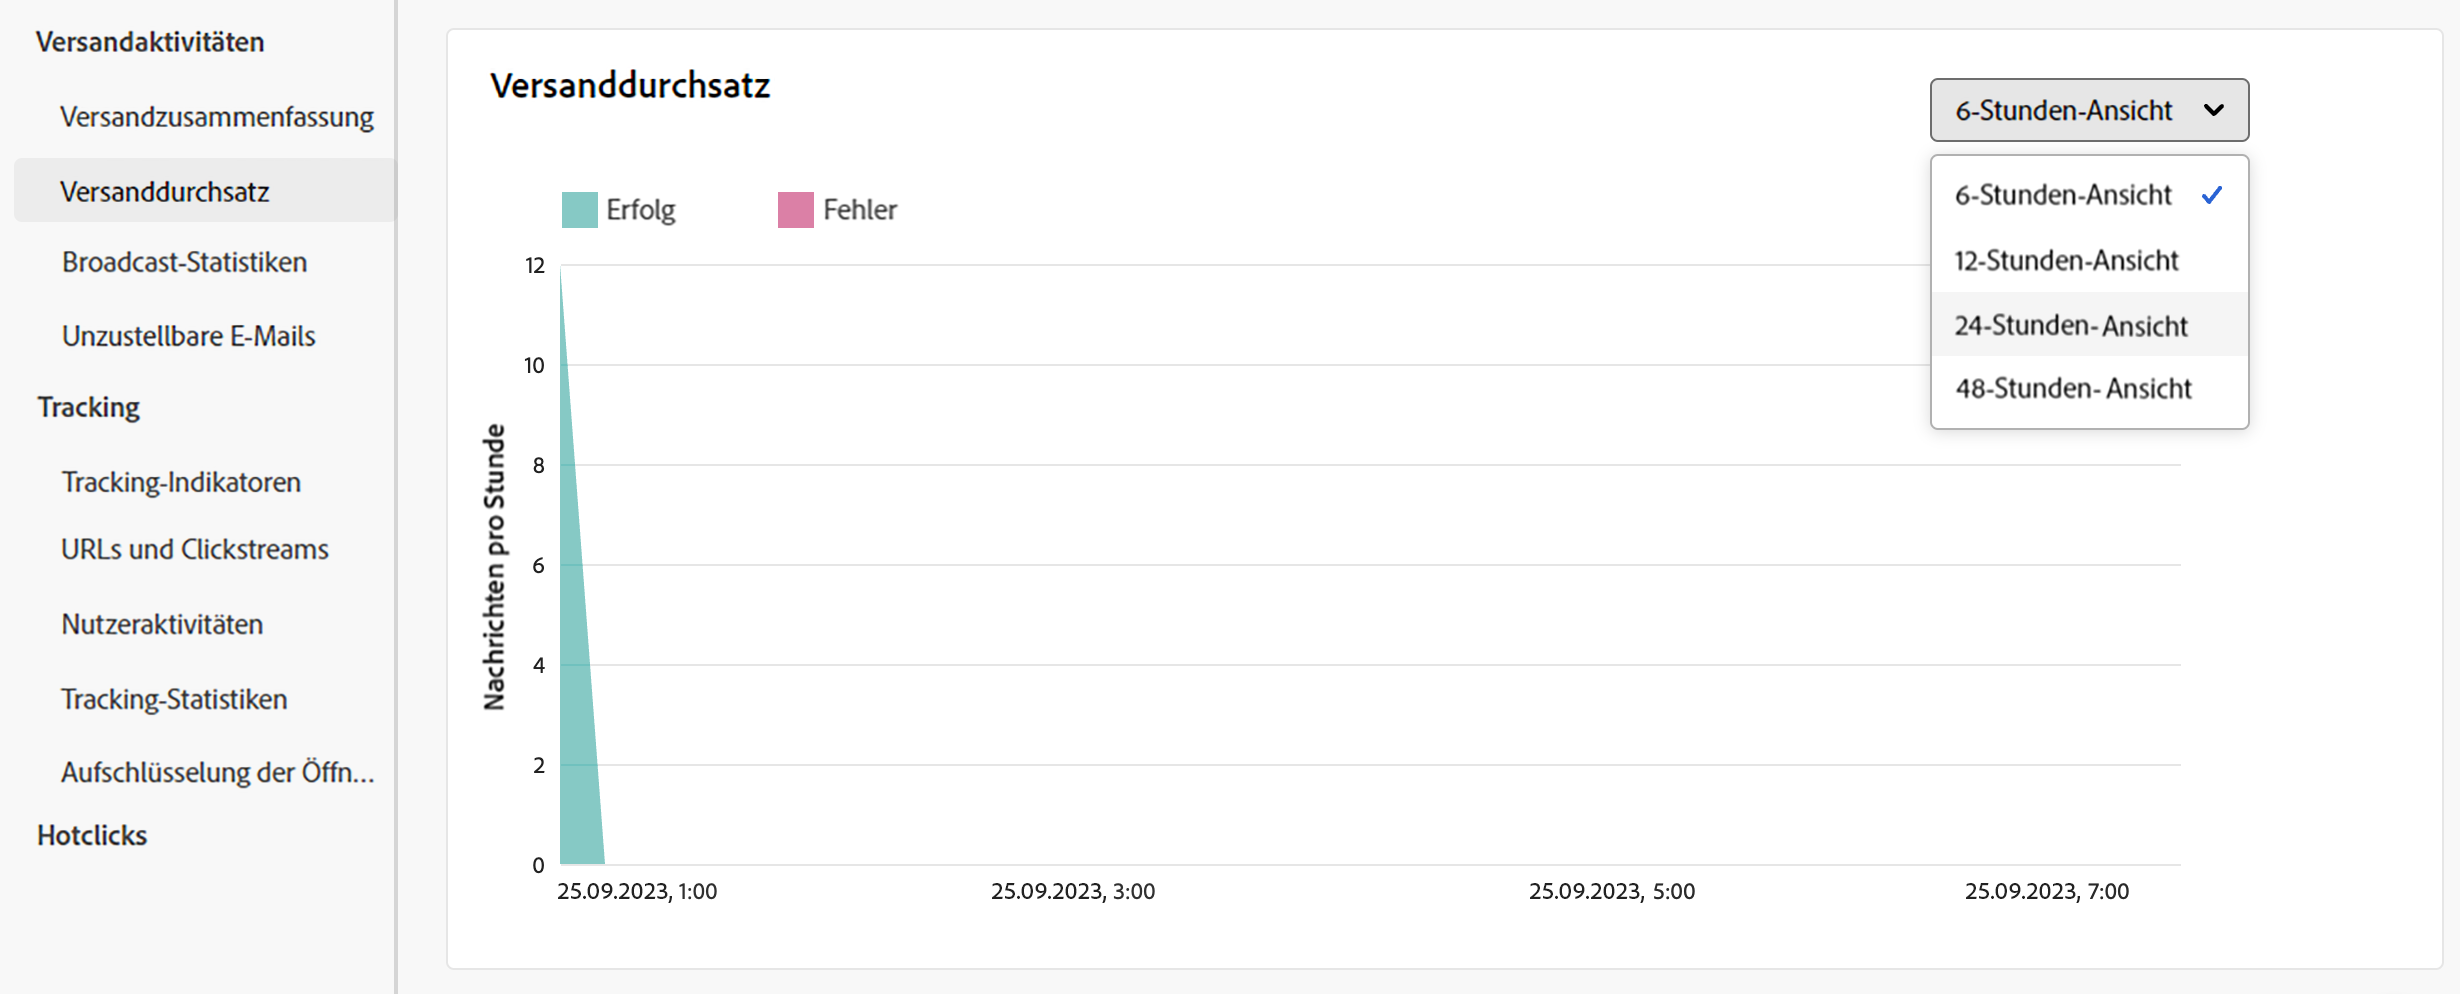 Versandaktivitäten
Versandzusammenfassung
Versanddurchsatz
Broadcast-Statistiken
Unzustellbare E-Mails
Tracking
Tracking-Indikatoren
URLs und Clickstreams
Nutzeraktivitäten
Tracking-Statistiken
Aufschlüsselung der Öffn...
Hotclicks
Versanddurchsatz
6-Stunden-Ansicht
6-Stunden-Ansicht
12-Stunden-Ansicht
24-Stunden-Ansicht
48-Stunden-Ansicht
Erfolg
Fehler
Nachrichten pro Stunde
12
10
8
6
4
2
0
25.09.2023, 1:00
25.09.2023, 3:00
25.09.2023, 5:00
25.09.2023, 7:00